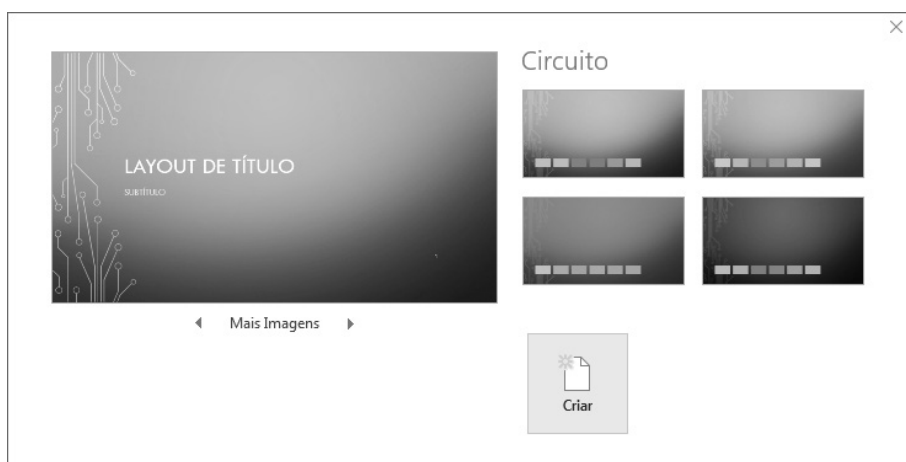 Circuito
LAYOUT DE TÍTULO
SUBTÍTULO
Mais Imagens
Criar